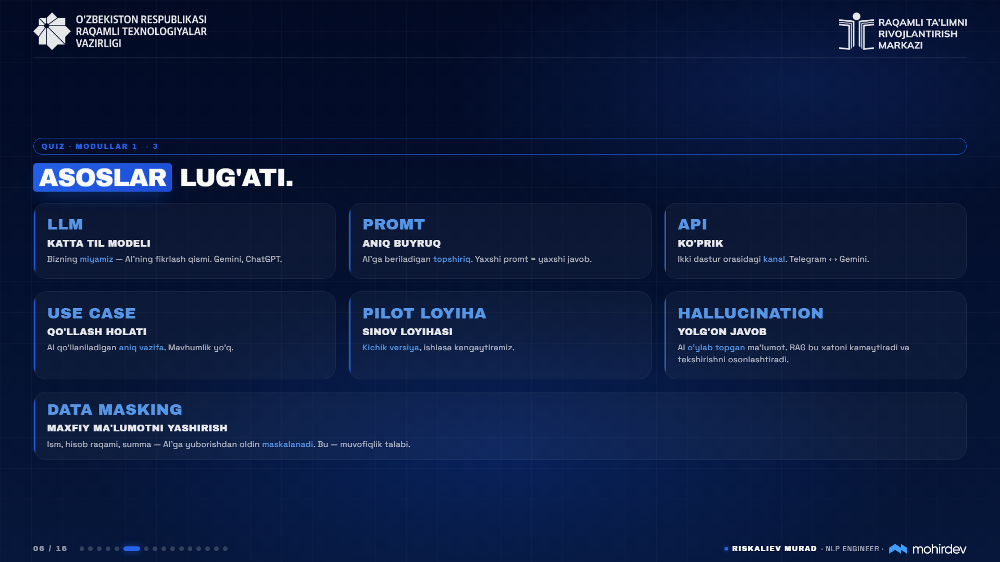 O'ZBEKISTON RESPUBLIKASI
RAQAMLI TEXNOLOGIYALAR
VAZIRLIGI
RAQAMLI TA'LIMNI
RIVOJLANTIRISH
MARKAZI
QUIZ · MODULLAR 1 → 3
ASOSLAR LUG'ATI.
LLM
KATTA TIL MODELI
Bizning miyamiz — AI'ning fikrlash qismi. Gemini, ChatGPT.
PROMT
ANIQ BUYRUQ
AI'ga beriladigan topshiriq. Yaxshi promt = yaxshi javob.
API
KO'PRIK
Ikki dastur orasidagi kanal. Telegram ↔ Gemini.
USE CASE
QO'LLASH HOLATI
AI qo'llaniladigan aniq vazifa. Mavhumlik yo'q.
PILOT LOYIHA
SINOV LOYIHASI
Kichik versiya, ishlasa kengaytiramiz.
HALLUCINATION
YOLG'ON JAVOB
AI o'ylab topgan ma'lumot. RAG bu xatoni kamaytiradi va
tekshirishni osonlashtiradi.
DATA MASKING
MAXFIY MA'LUMOTNI YASHIRISH
Ism, hisob raqami, summa — AI'ga yuborishdan oldin maskalanadi. Bu — muvofiqlik talabi.
06 / 16
RISKALIEV MURAD · NLP ENGINEER · mohirdev